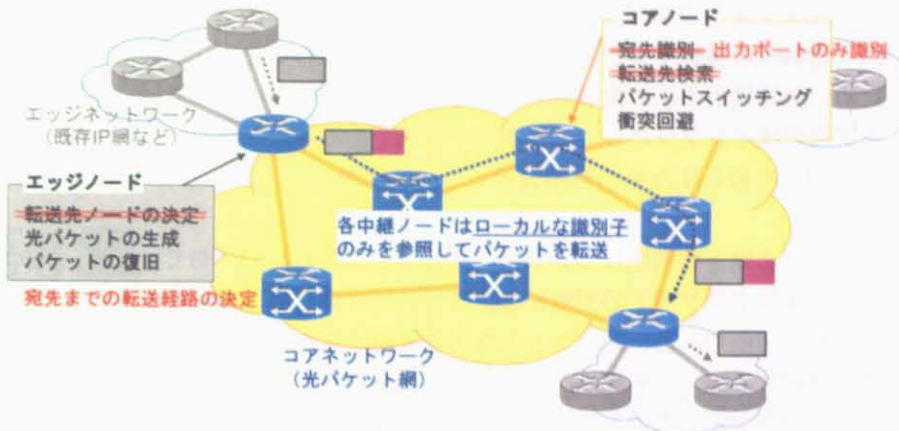 コアノード
宛先識別 出力ポートのみ識別
転送先検索
パケットスイッチング
衝突回避
エッジネットワーク
(既存IP網など)
エッジノード
転送先ノードの決定
光パケットの生成
パケットの復旧
宛先までの転送経路の決定
各中継ノードはローカルな識別子
のみを参照してパケットを転送
コアネットワーク
(光パケット網)